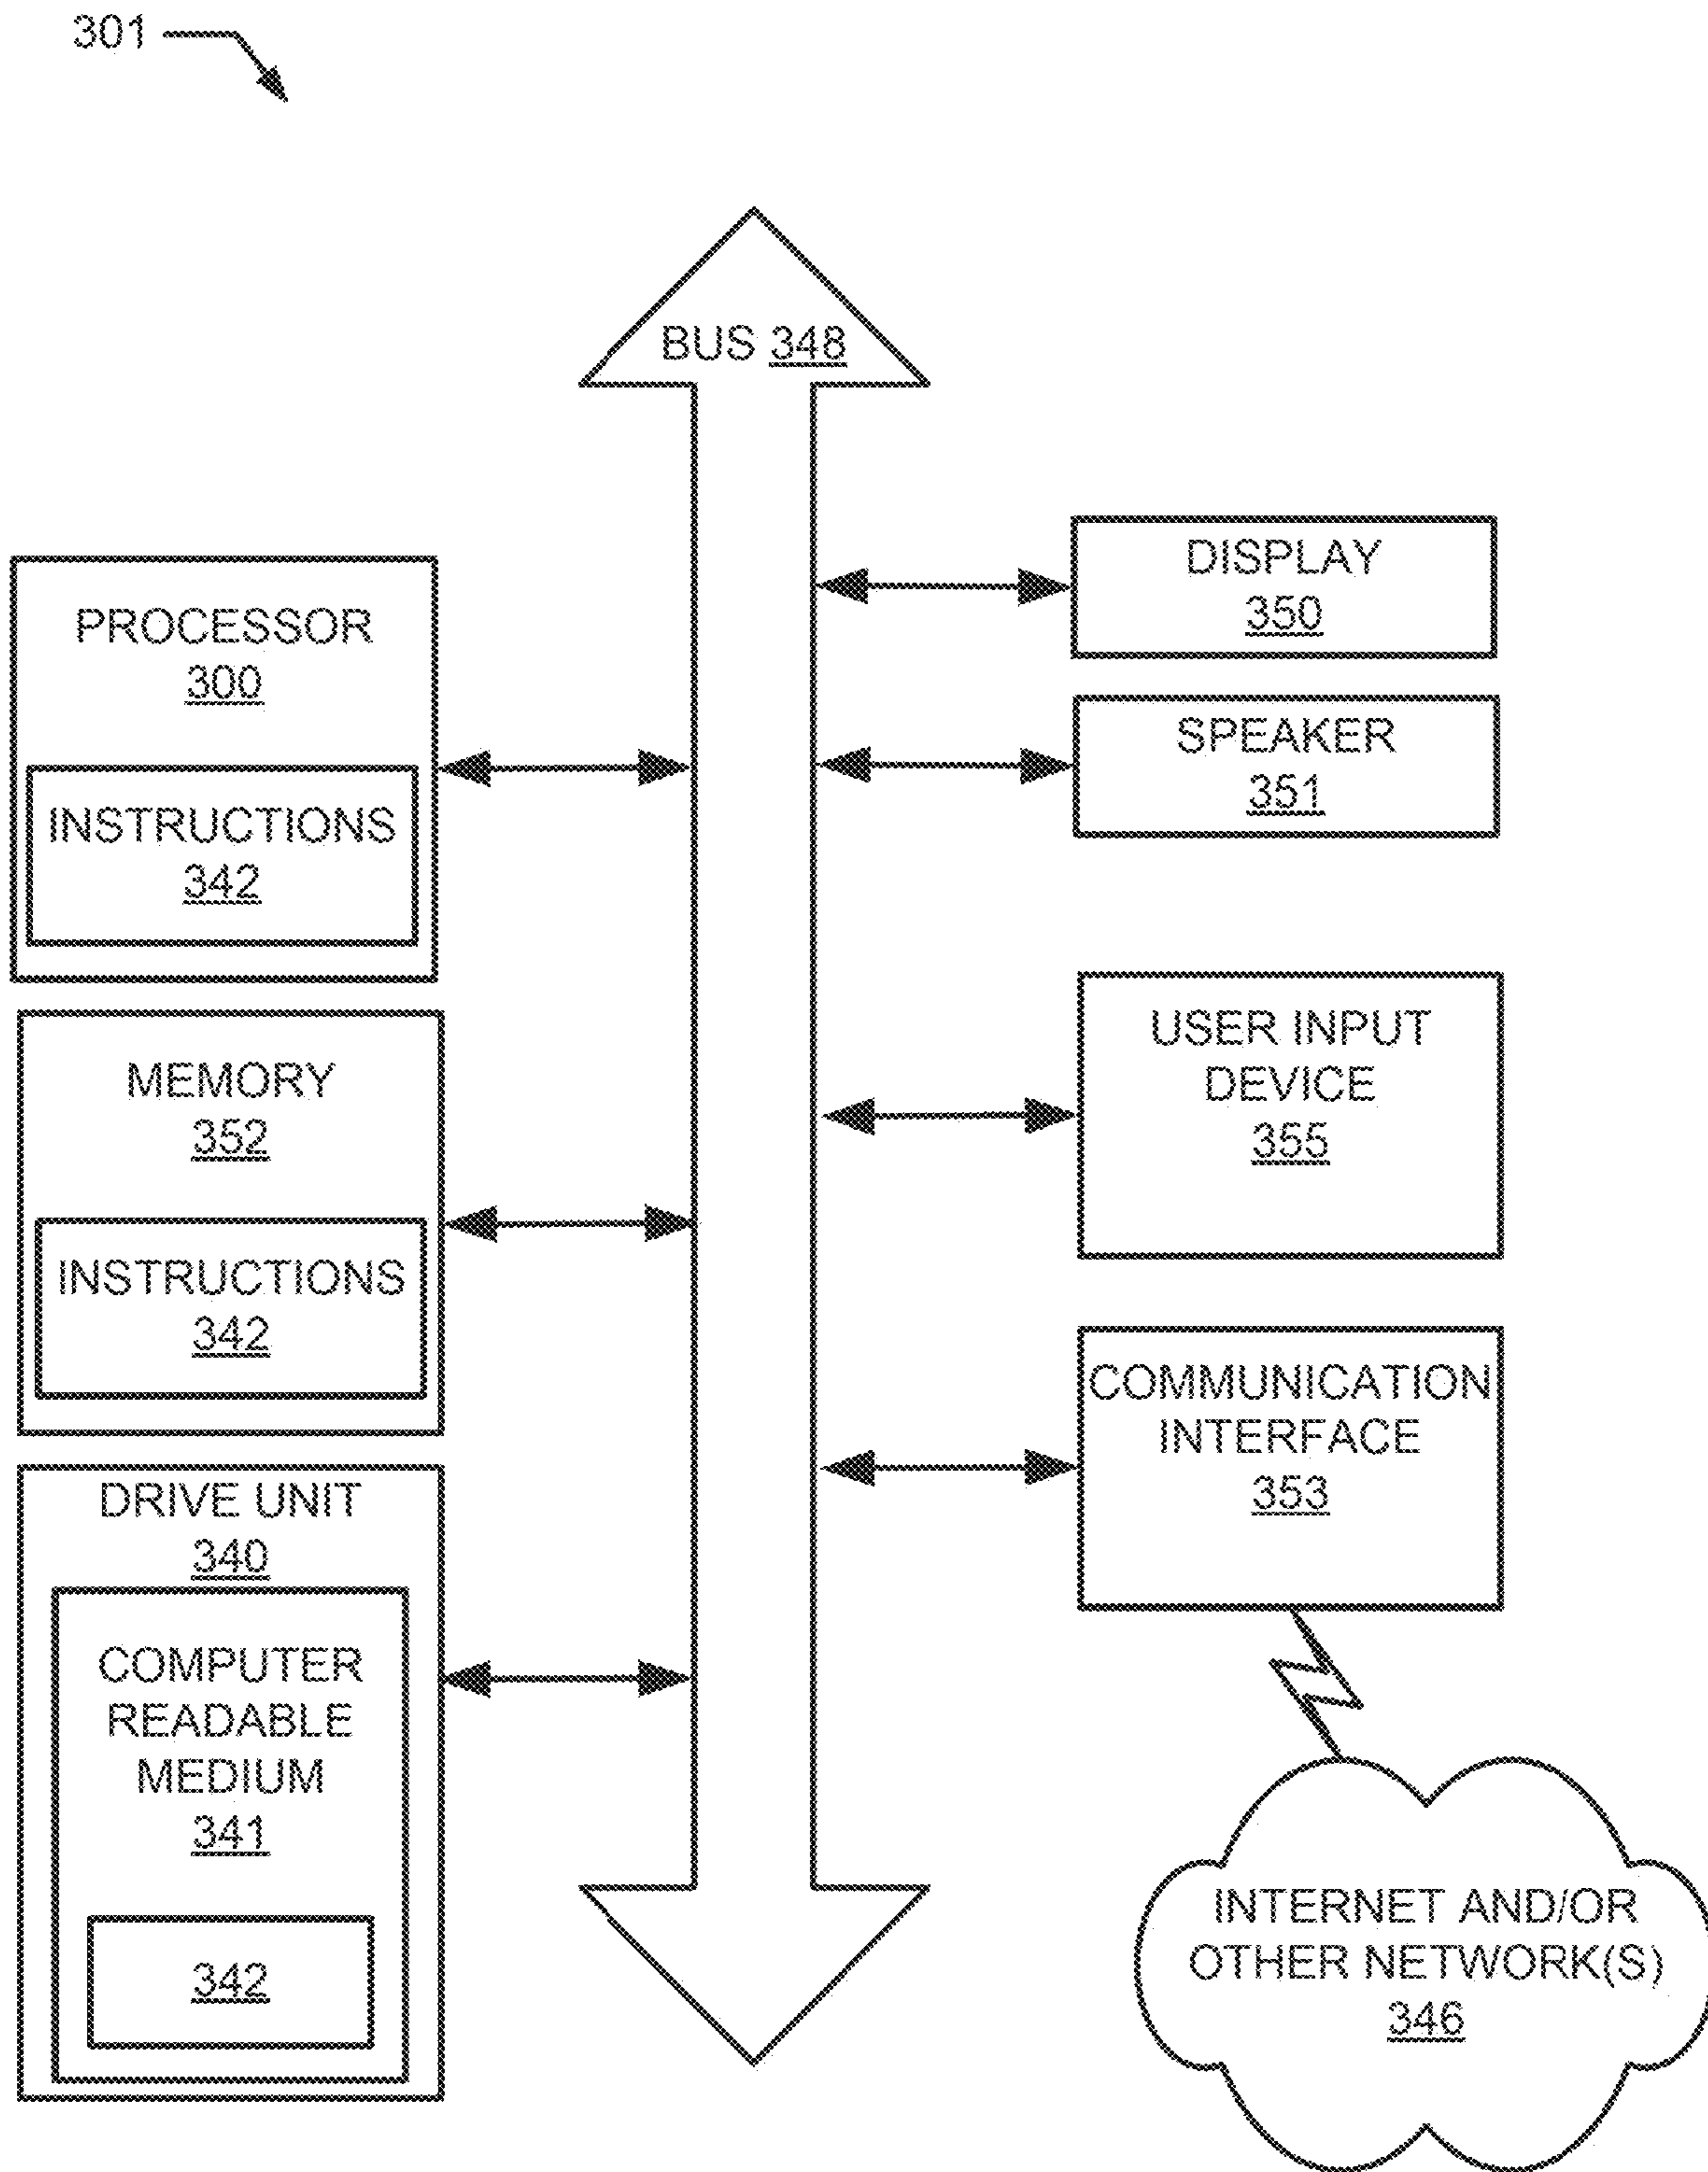 301
BUS 348
PROCESSOR
300
INSTRUCTIONS
342
MEMORY
352
INSTRUCTIONS
342
DRIVE UNIT
340
COMPUTER
READABLE
MEDIUM
341
342
DISPLAY
350
SPEAKER
351
USER INPUT
DEVICE
355
COMMUNICATION
INTERFACE
353
INTERNET AND/OR
OTHER NETWORK(S)
346